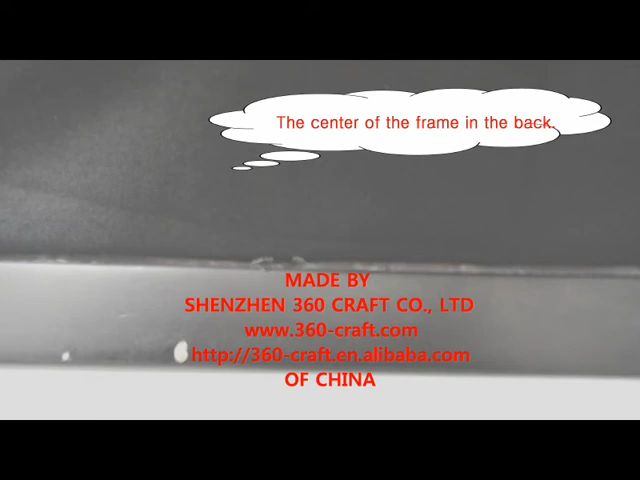 The center of the frame in the back.
MADE BY
SHENZHEN 360 CRAFT CO., LTD
www.360-craft.com
http://360-craft.en.alibaba.com
OF CHINA